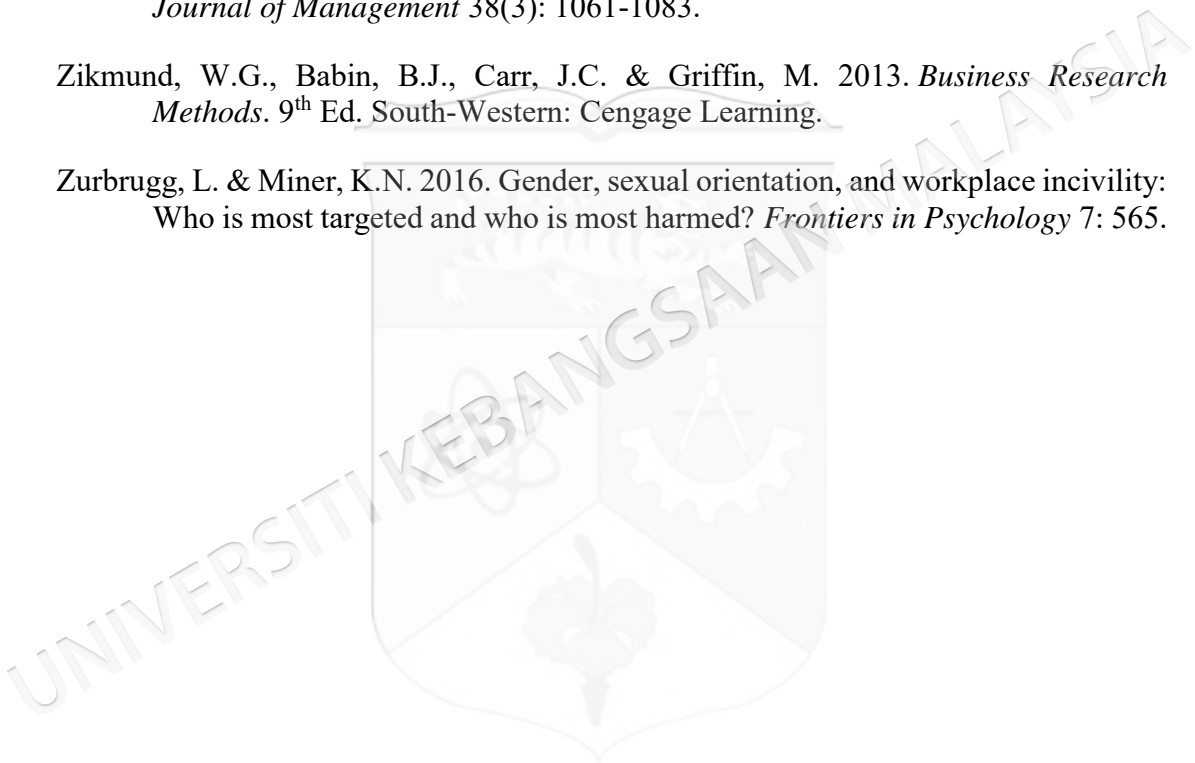 Journal of Management 38(3): 1061-1083.
Zikmund, W.G., Babin, B.J., Carr, J.C. & Griffin, M. 2013. Business Research
Methods. 9th Ed. South-Western: Cengage Learning.
Zurbrugg, L. & Miner, K.N. 2016. Gender, sexual orientation, and workplace incivility:
Who is most targeted and who is most harmed? Frontiers in Psychology 7: 565.
UNIVERSITI KEBANGSAAN MALAYSIA